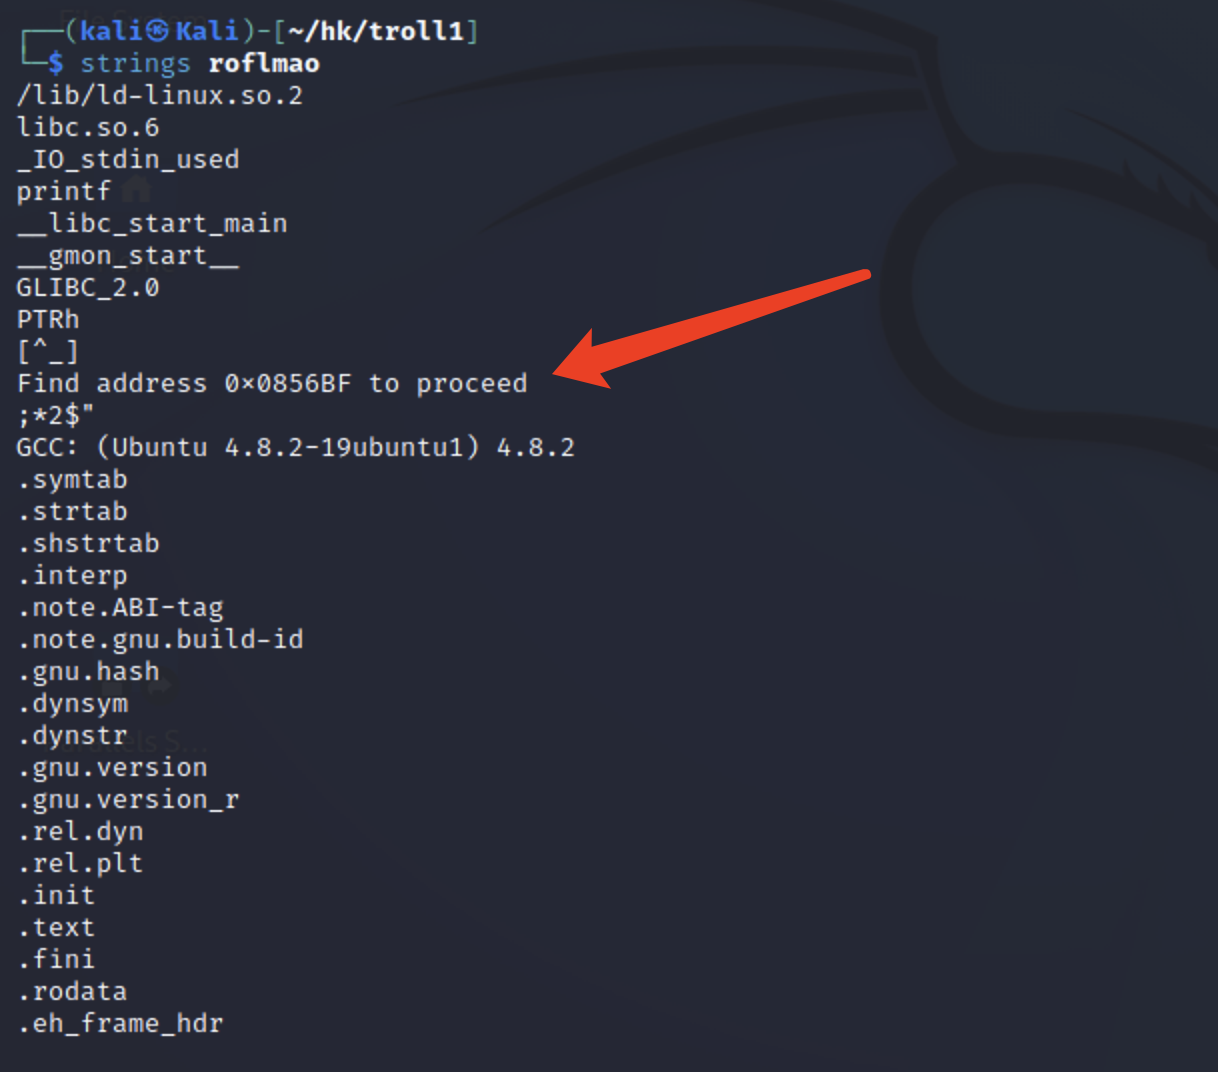 ┌──(kali㉿Kali)-[~/hk/troll1]
└─$ strings roflmao
/lib/ld-linux.so.2
libc.so.6
_IO_stdin_used
printf
__libc_start_main
__gmon_start__
GLIBC_2.0
PTRh
[^_]
Find address 0×0856BF to proceed
;*2$"
GCC: (Ubuntu 4.8.2-19ubuntu1) 4.8.2
.symtab
.strtab
.shstrtab
.interp
.note.ABI-tag
.note.gnu.build-id
.gnu.hash
.dynsym
.dynstr
.gnu.version
.gnu.version_r
.rel.dyn
.rel.plt
.init
.text
.fini
.rodata
.eh_frame_hdr